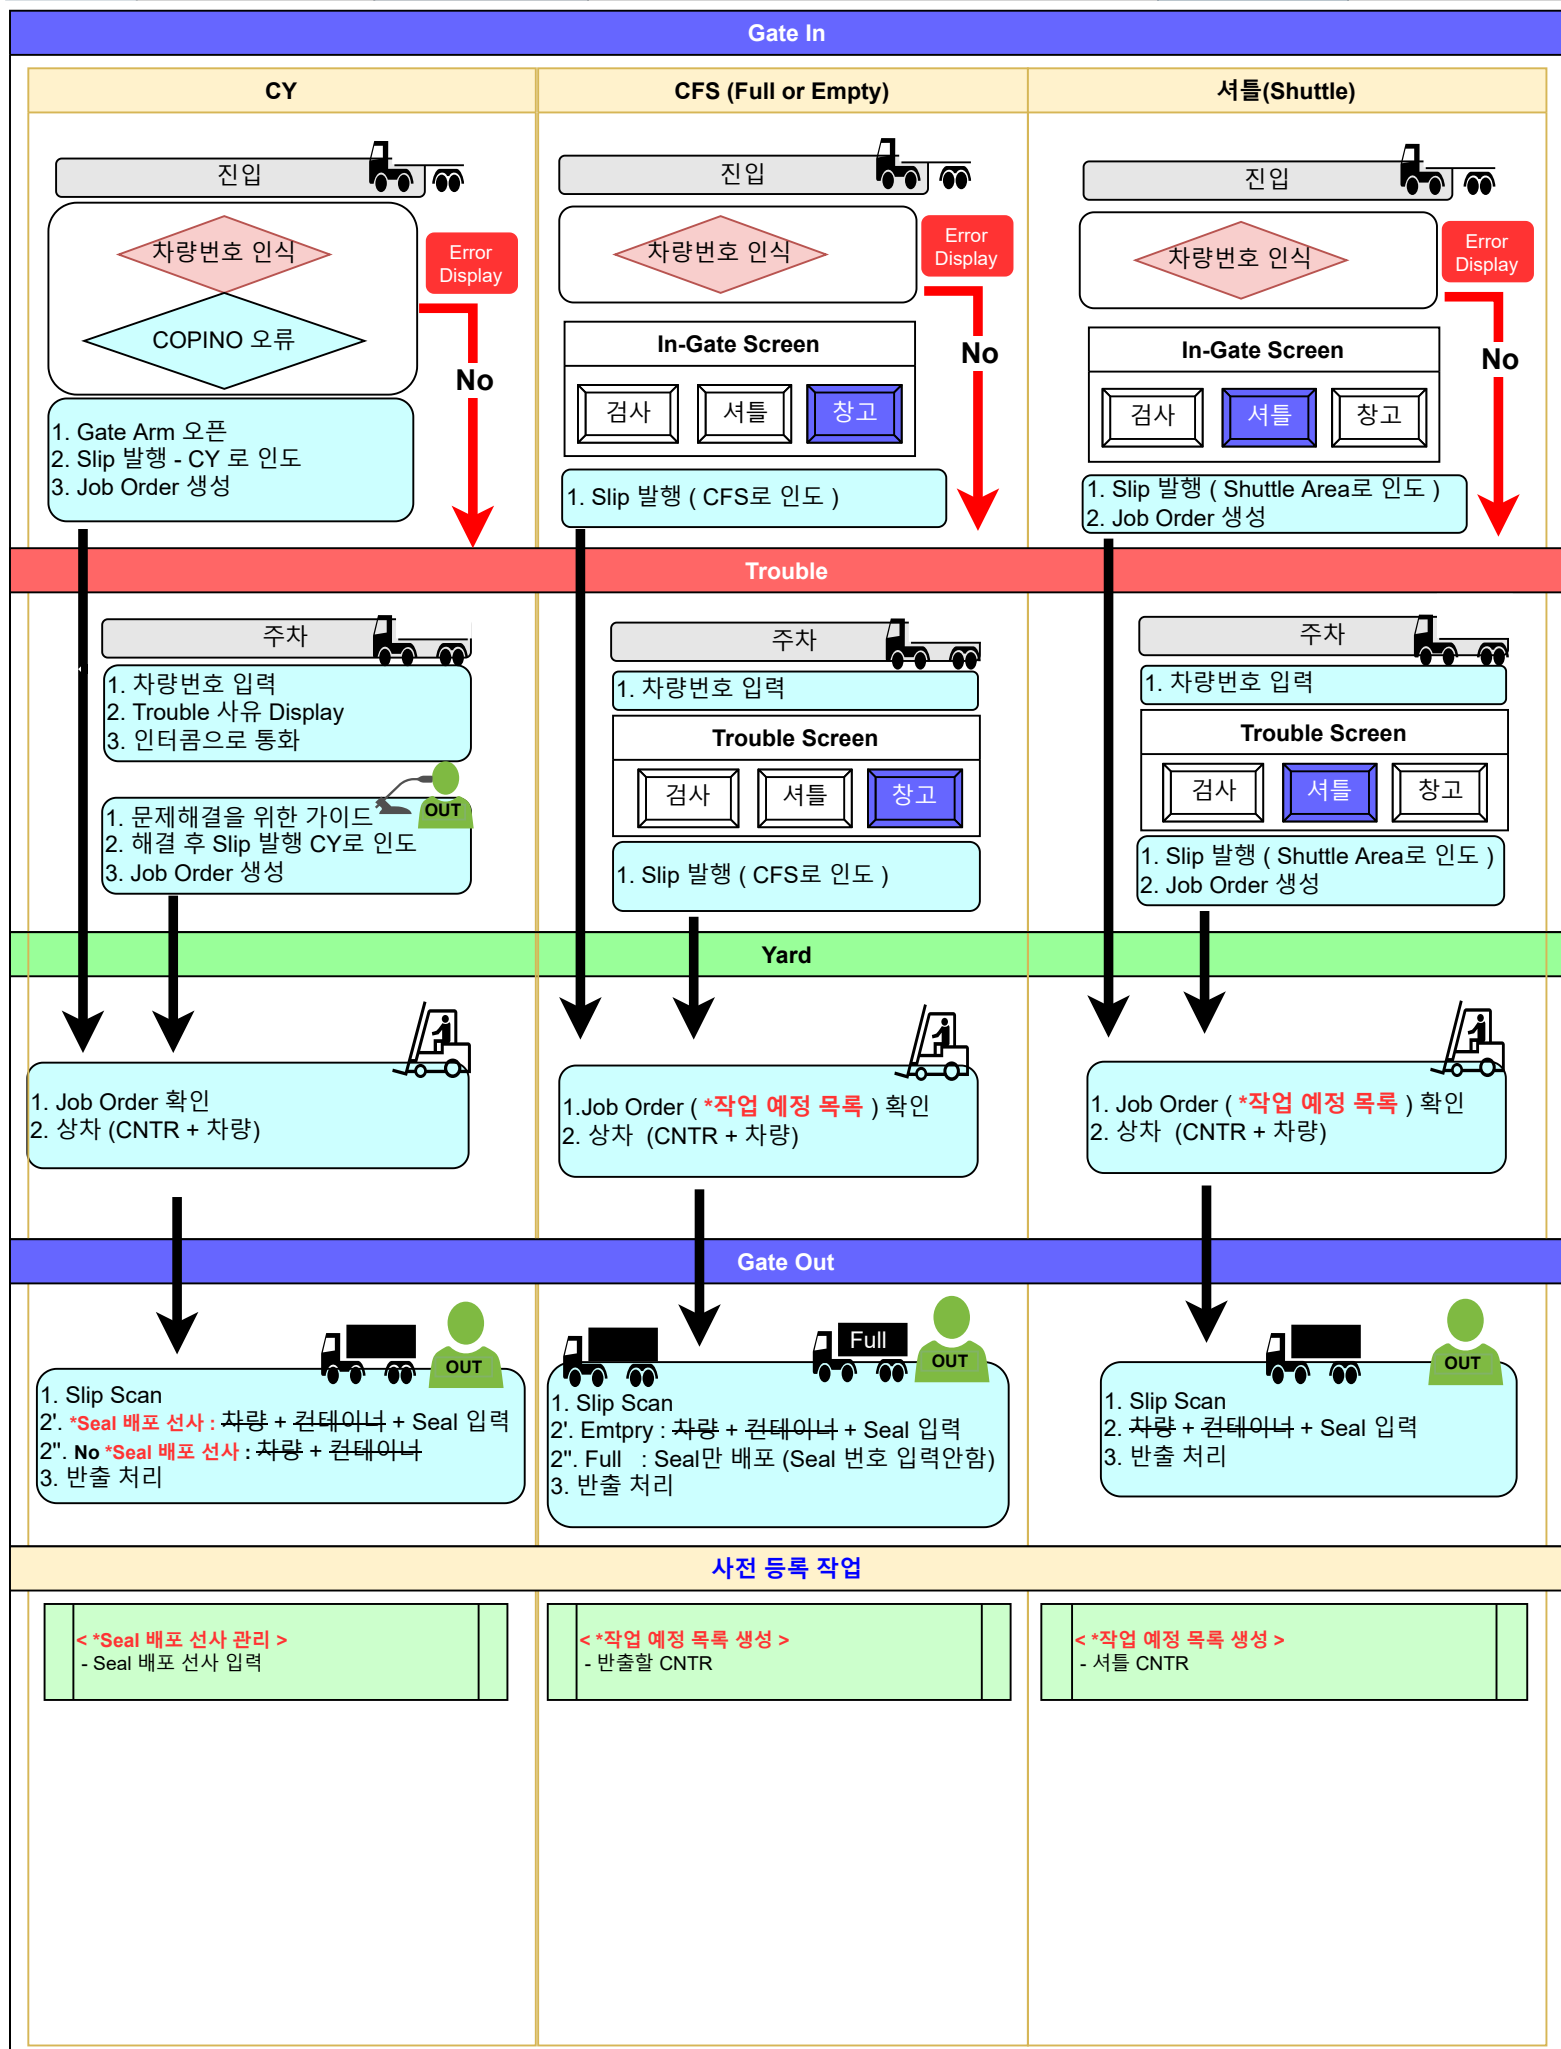 Gate In
CY
CFS (Full or Empty)
셔틀(Shuttle)
진입
차량번호 인식
COPINO 오류
Error
Display
No
1. Gate Arm 오픈
2. Slip 발행 - CY 로 인도
3. Job Order 생성
진입
차량번호 인식
Error
Display
No
In-Gate Screen
검사
셔틀
창고
1. Slip 발행 ( CFS로 인도 )
진입
차량번호 인식
Error
Display
No
In-Gate Screen
검사
셔틀
창고
1. Slip 발행 ( Shuttle Area로 인도 )
2. Job Order 생성
Trouble
주차
1. 차량번호 입력
2. Trouble 사유 Display
3. 인터콤으로 통화
OUT
1. 문제해결을 위한 가이드
2. 해결 후 Slip 발행 CY로 인도
3. Job Order 생성
주차
1. 차량번호 입력
Trouble Screen
검사
셔틀
창고
1. Slip 발행 ( CFS로 인도 )
주차
1. 차량번호 입력
Trouble Screen
검사
셔틀
창고
1. Slip 발행 ( Shuttle Area로 인도 )
2. Job Order 생성
Yard
1. Job Order 확인
2. 상차 (CNTR + 차량)
1.Job Order ( *작업 예정 목록 ) 확인
2. 상차 (CNTR + 차량)
1. Job Order ( *작업 예정 목록 ) 확인
2. 상차 (CNTR + 차량)
Gate Out
OUT
1. Slip Scan
2'. *Seal 배포 선사 : 차량 + 컨테이너 + Seal 입력
2". No *Seal 배포 선사 : 차량 + 컨테이너
3. 반출 처리
Full
OUT
1. Slip Scan
2'. Emtpry : 차량 + 컨테이너 + Seal 입력
2". Full : Seal만 배포 (Seal 번호 입력안함)
3. 반출 처리
OUT
1. Slip Scan
2. 차량 + 컨테이너 + Seal 입력
3. 반출 처리
사전 등록 작업
< *Seal 배포 선사 관리 >
- Seal 배포 선사 입력
< *작업 예정 목록 생성 >
- 반출할 CNTR
< *작업 예정 목록 생성 >
- 셔틀 CNTR